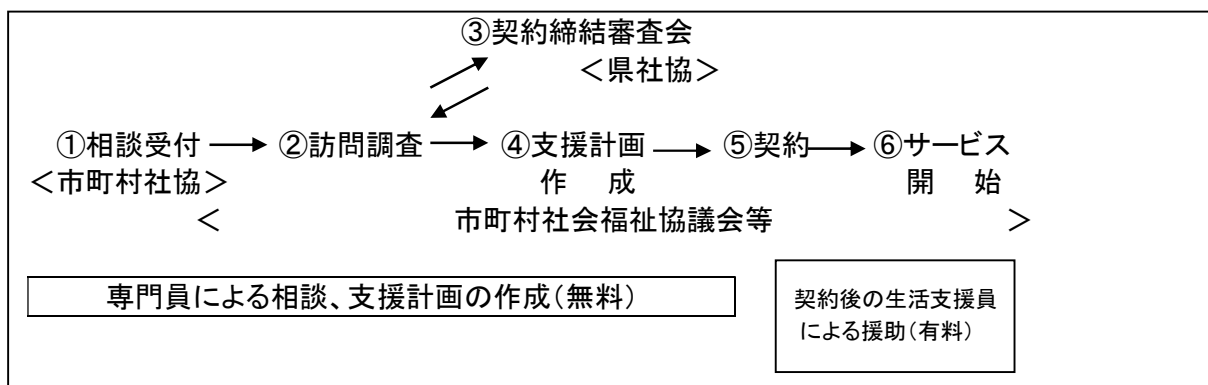 ③契約締結審査会
＜県社協＞
①相談受付 → ②訪問調査 → ④支援計画 → ⑤契約 → ⑥サービス
＜市町村社協＞ 作 成 開 始
＜ 市町村社会福祉協議会等 ＞
専門員による相談、支援計画の作成（無料）
契約後の生活支援員
による援助（有料）